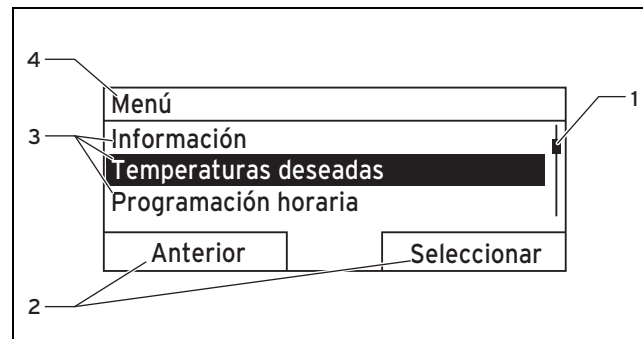 4
Menú
1
3
Información
Temperaturas deseadas
Programación horaria
Anterior
Seleccionar
2